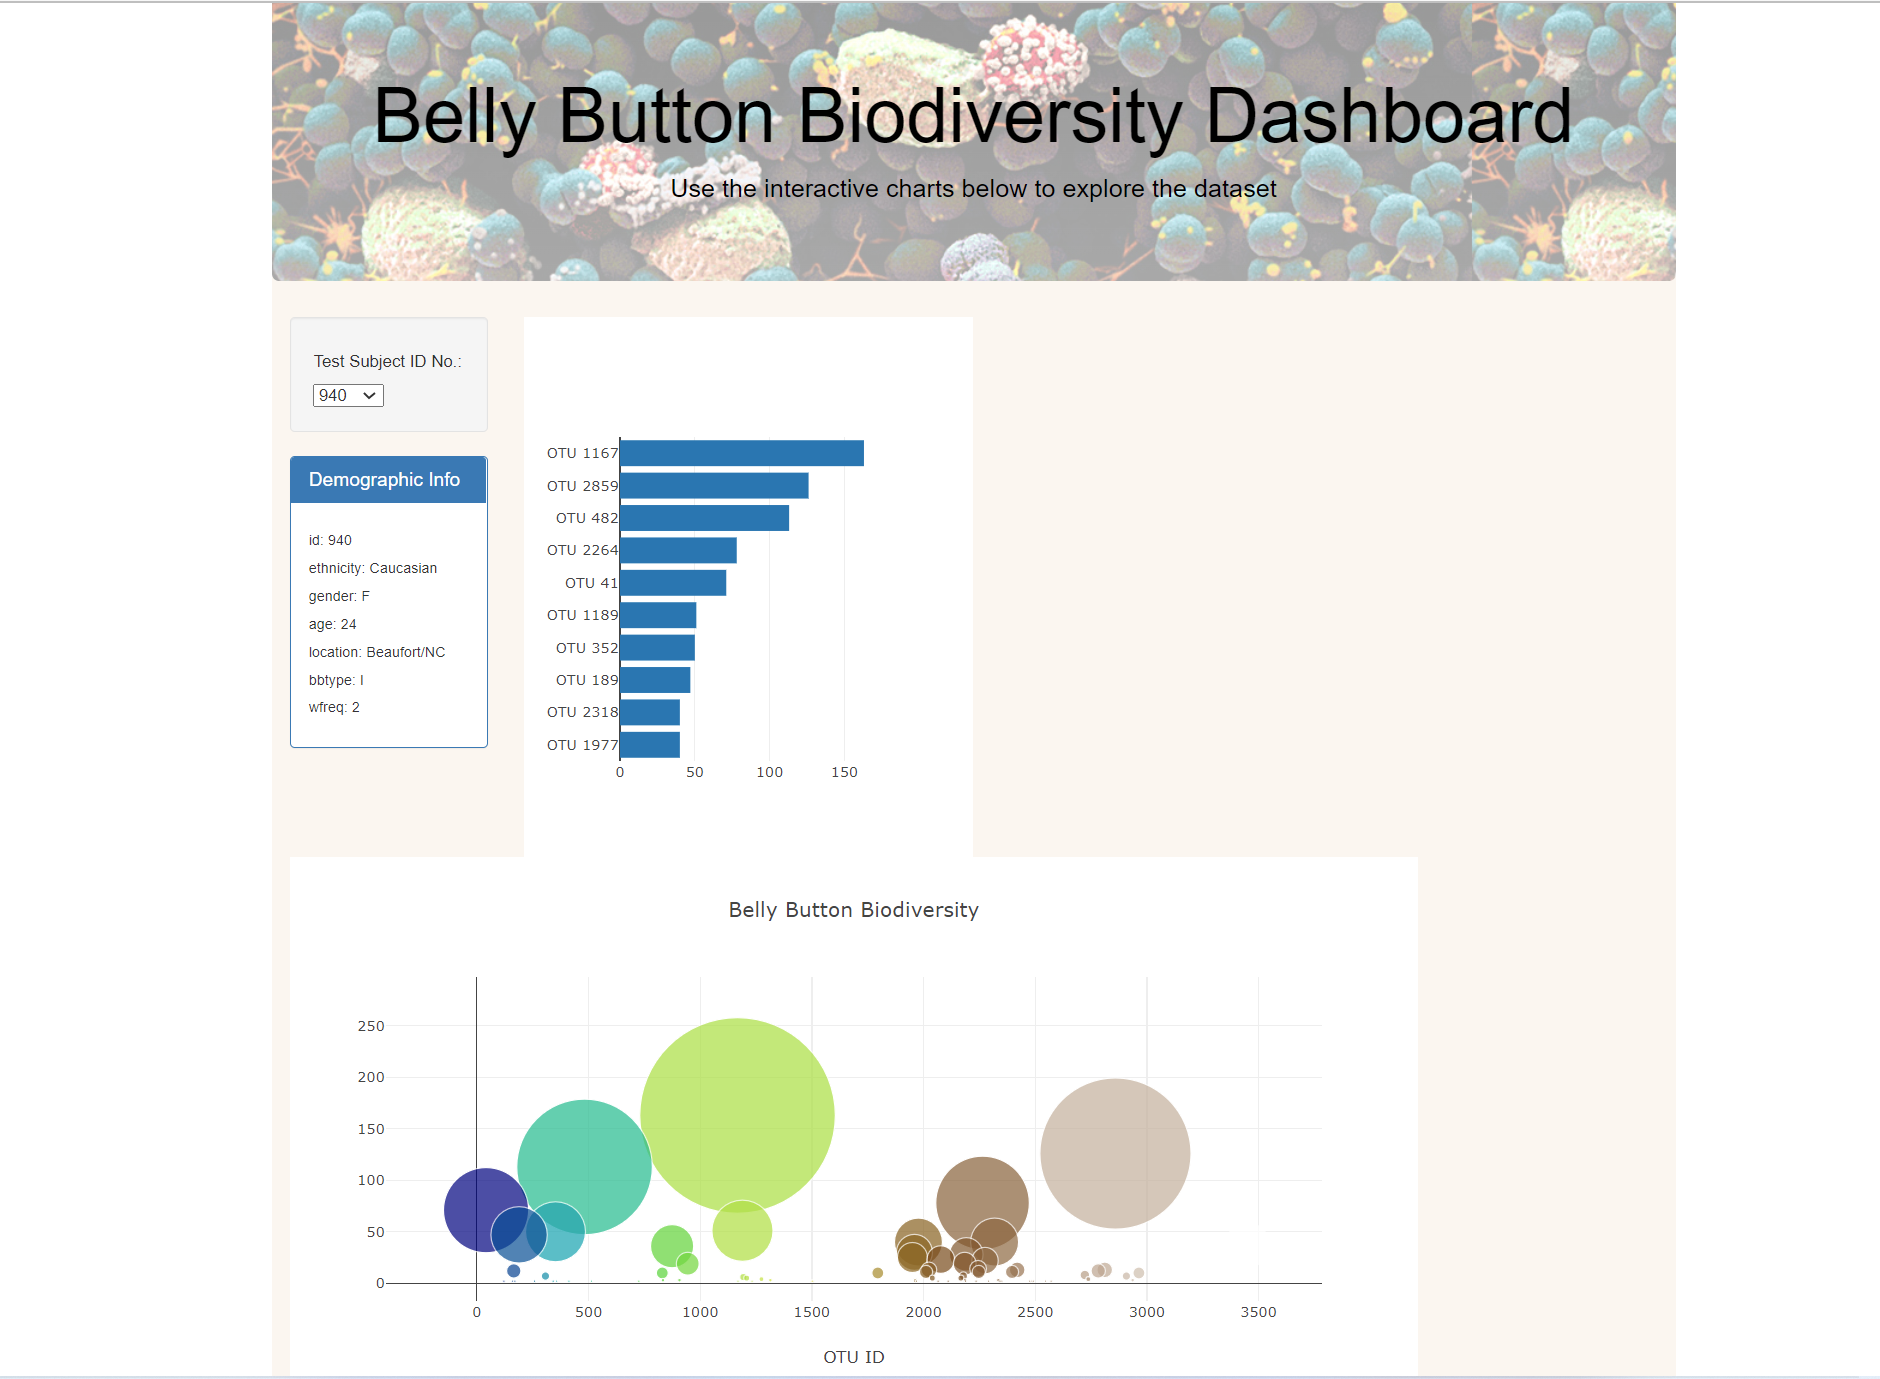 Belly Button Biodiversity Dashboard
Use the interactive charts below to explore the dataset
Test Subject ID No.:
940
Demographic Info
id: 940
ethnicity: Caucasian
gender: F
age: 24
location: Beaufort/NC
bbtype: I
wfreq: 2
OTU 1167
OTU 2859
OTU 482
OTU 2264
OTU 41
OTU 1189
OTU 352
OTU 189
OTU 2318
OTU 1977
0 50 100 150
Belly Button Biodiversity
250
200
150
100
50
0
0 500 1000 1500 2000 2500 3000 3500
OTU ID